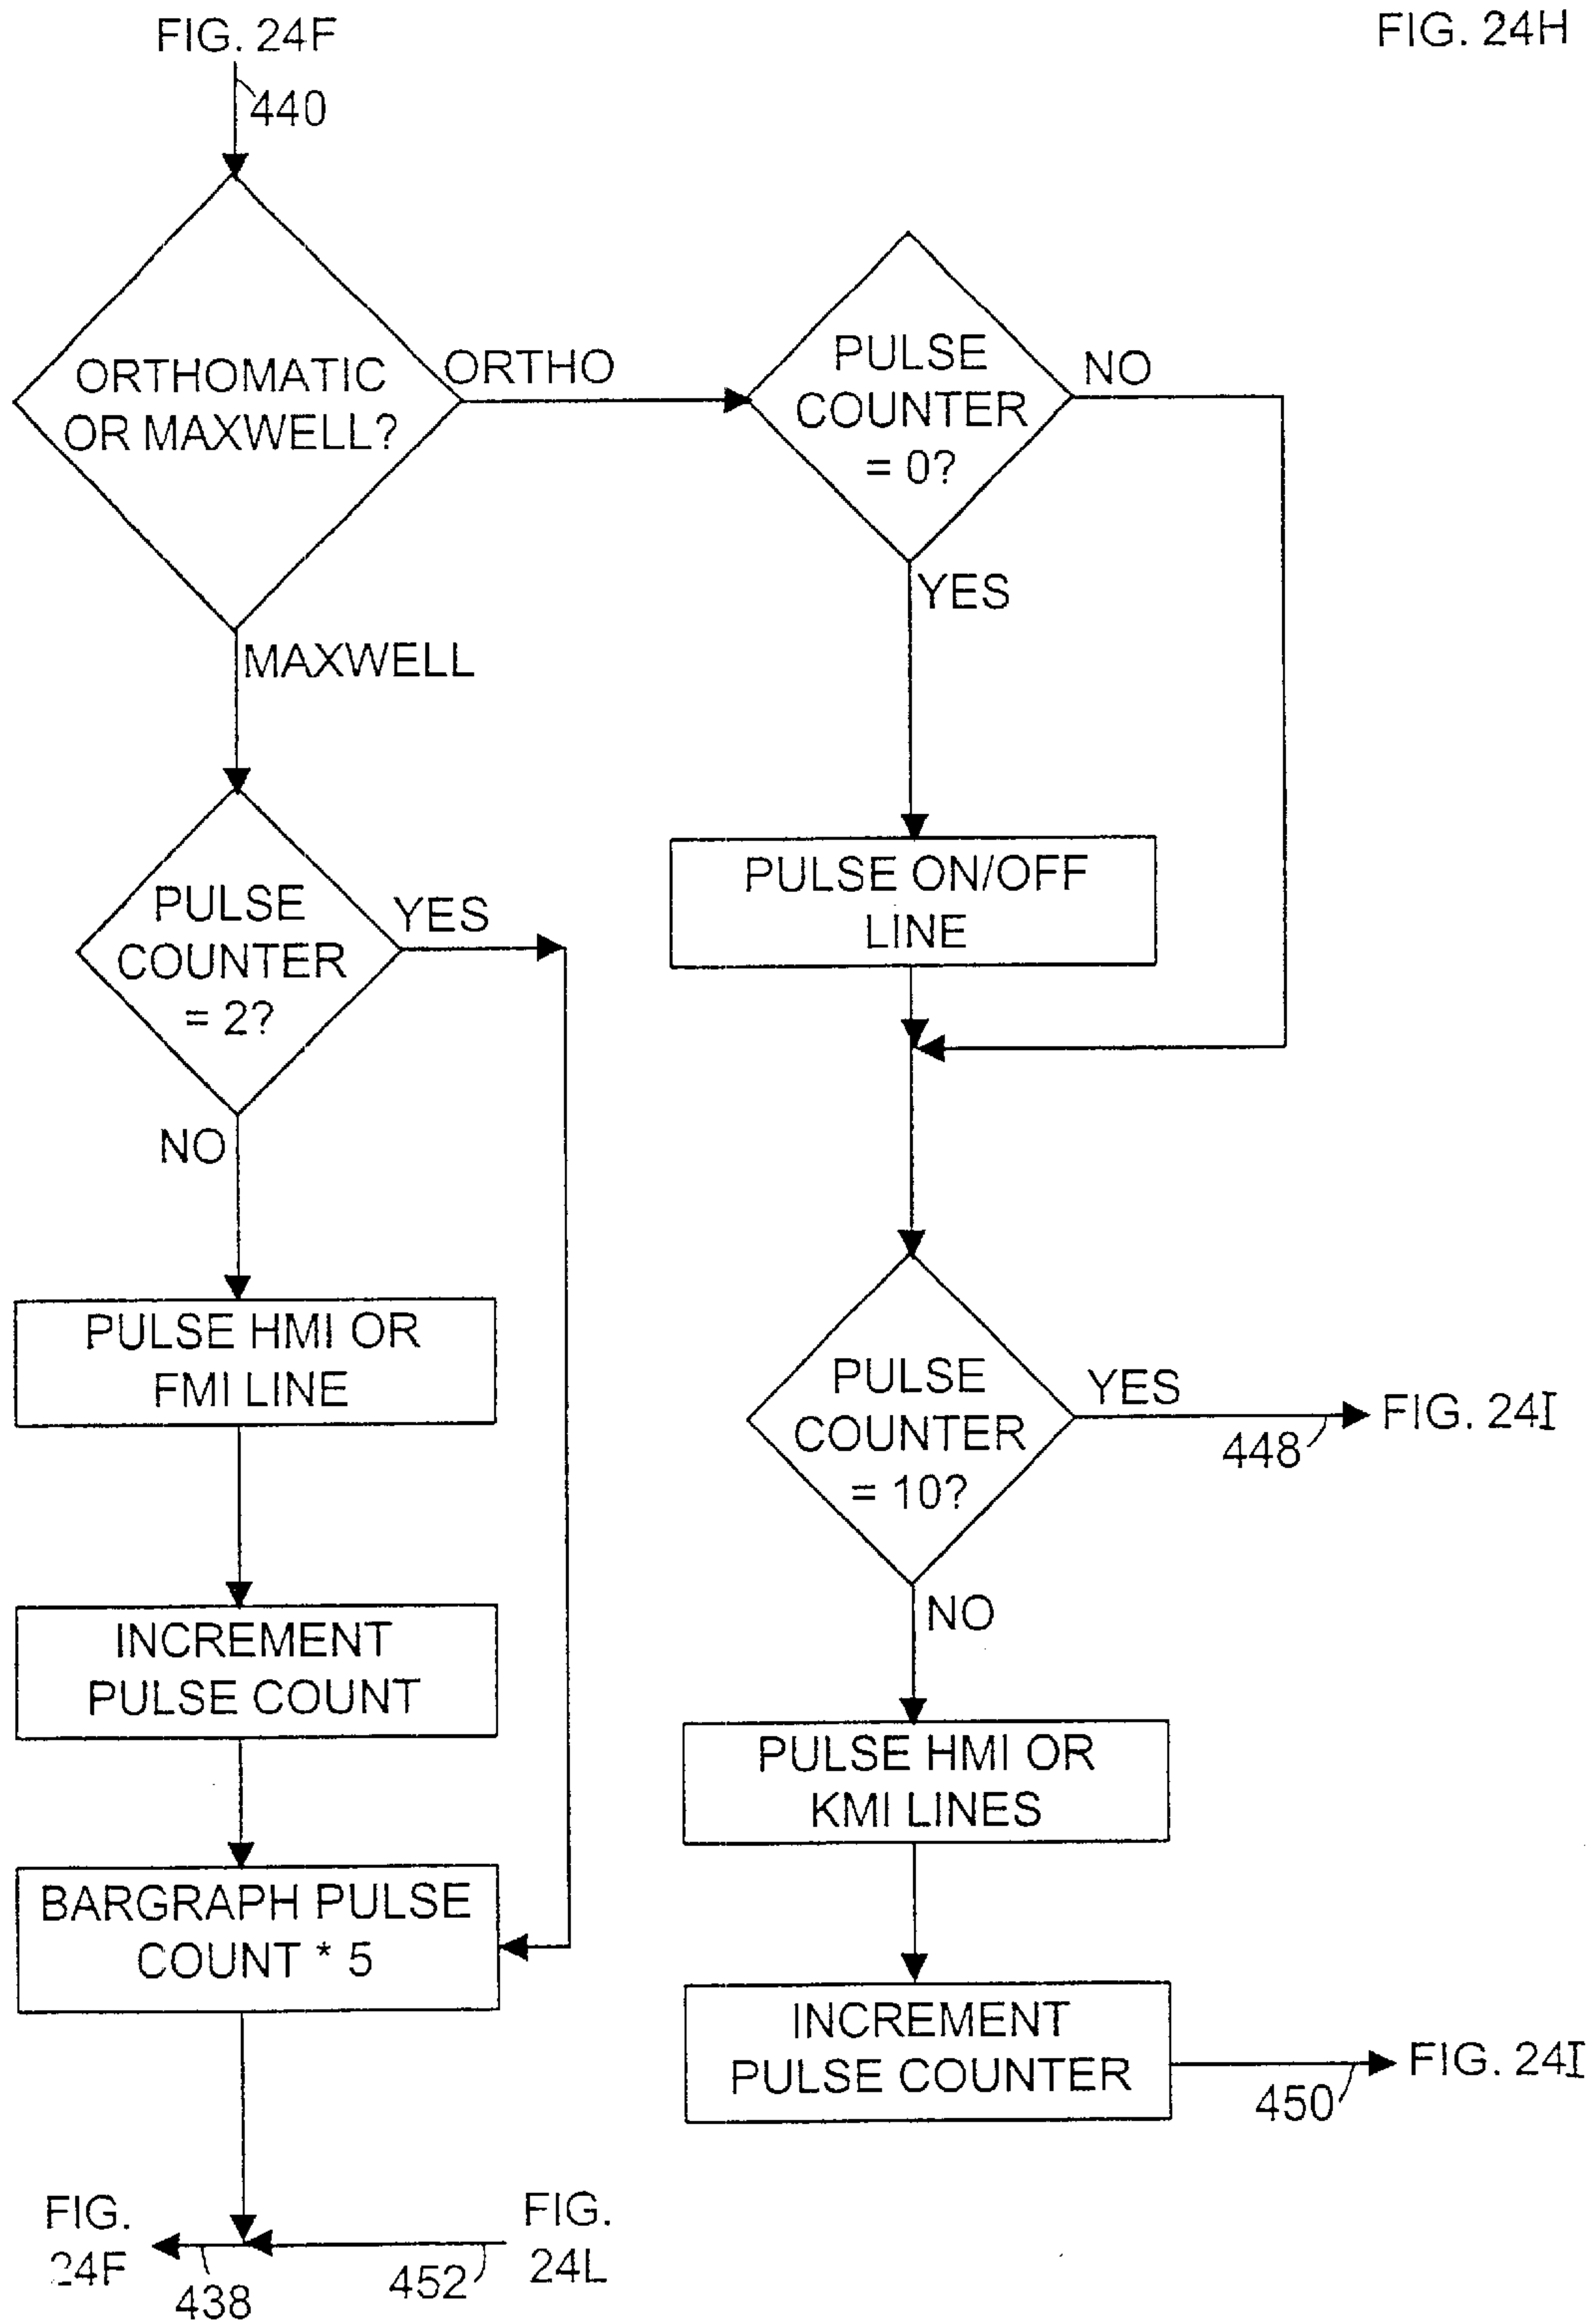 FIG. 24F
FIG. 24H
440
ORTHOMATIC
OR MAXWELL?
ORTHO
MAXWELL
PULSE
COUNTER
= 0?
NO
YES
PULSE ON/OFF
LINE
PULSE
COUNTER
= 2?
YES
NO
PULSE HMI OR
FMI LINE
INCREMENT
PULSE COUNT
BARGRAPH PULSE
COUNT * 5
PULSE
COUNTER
= 10?
YES
448
FIG. 24I
NO
PULSE HMI OR
KMI LINES
INCREMENT
PULSE COUNTER
450
FIG. 24I
FIG.
24F
438
452
FIG.
24L